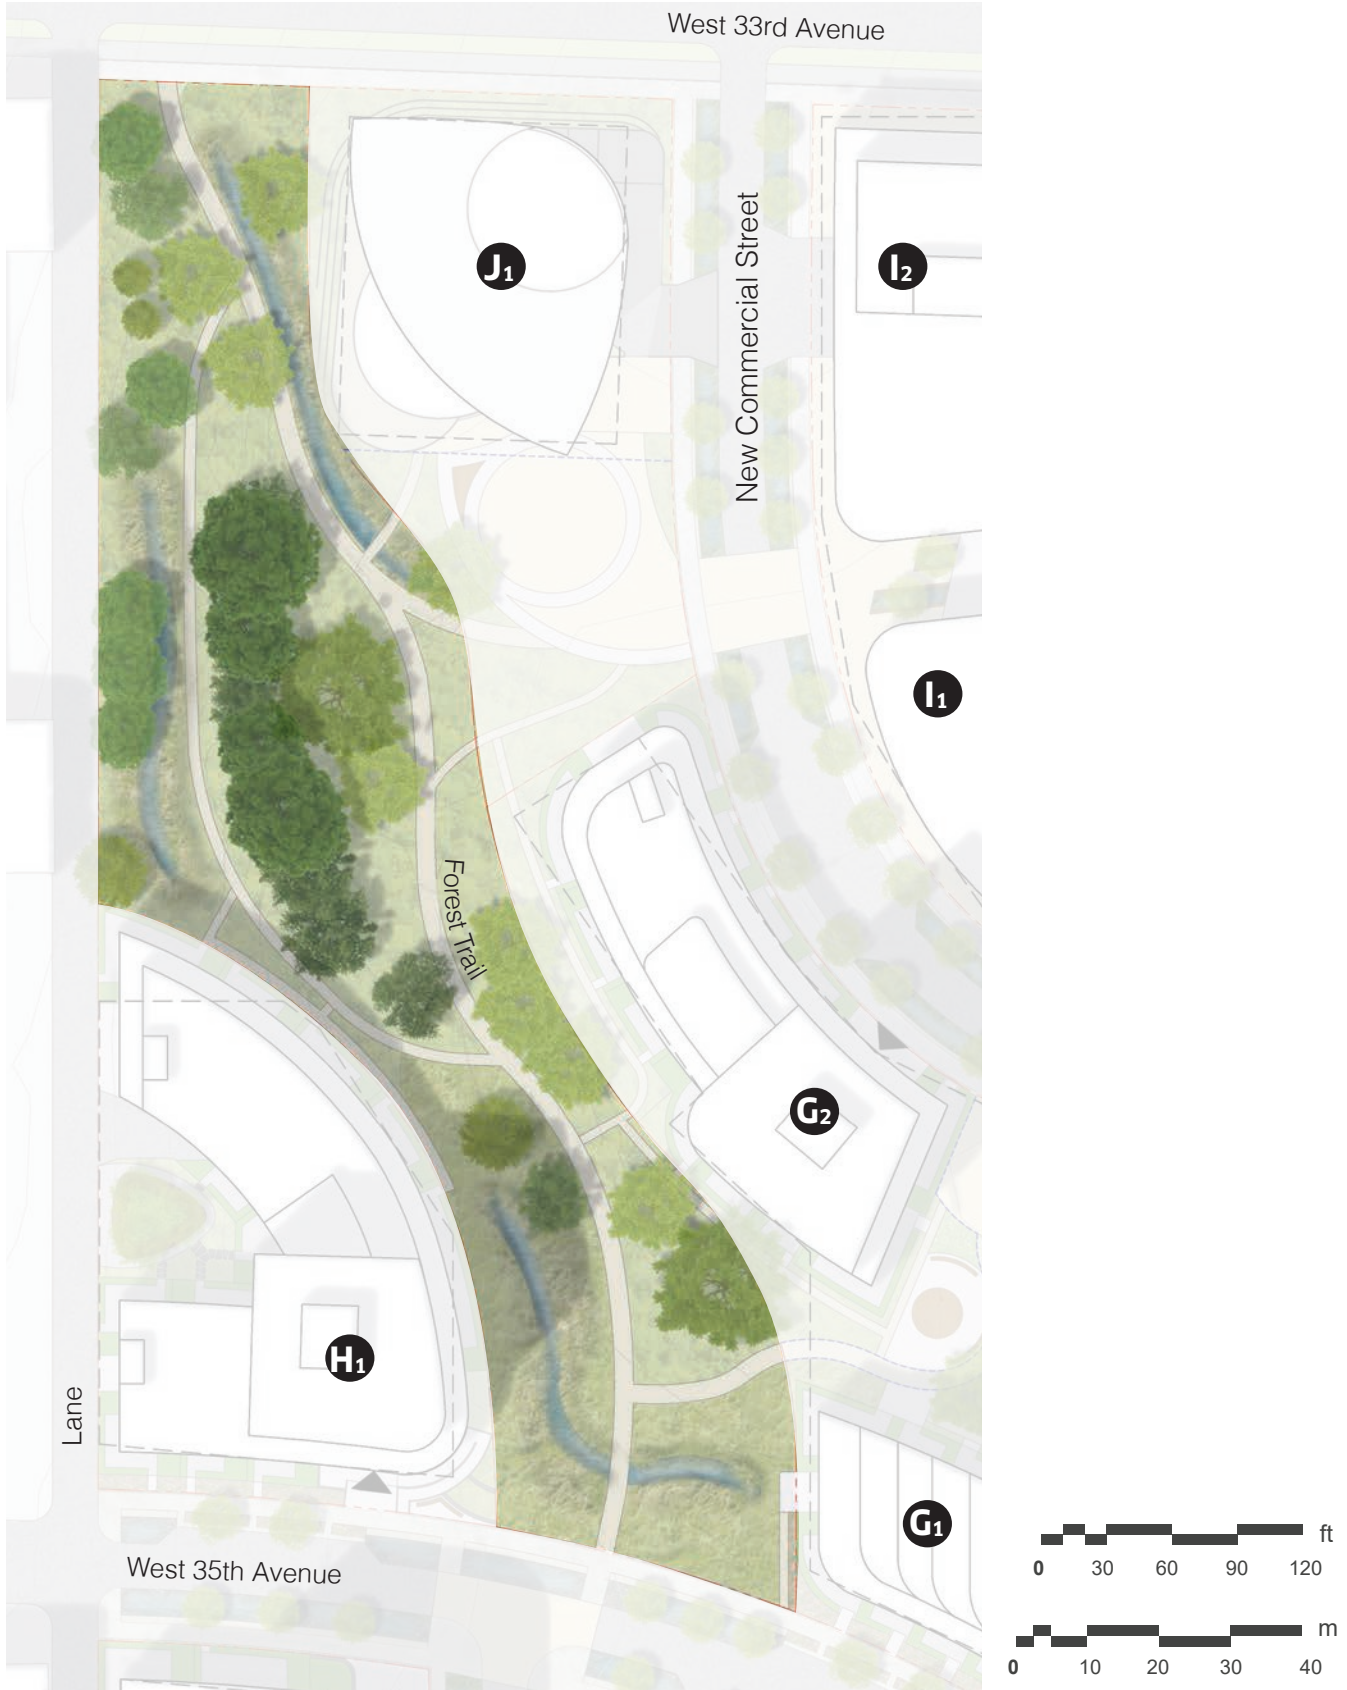 West 33rd Avenue
J1
I2
New Commercial Street
I1
Forest Trail
G2
H1
Lane
G1
West 35th Avenue
ft
0 30 60 90 120
m
0 10 20 30 40